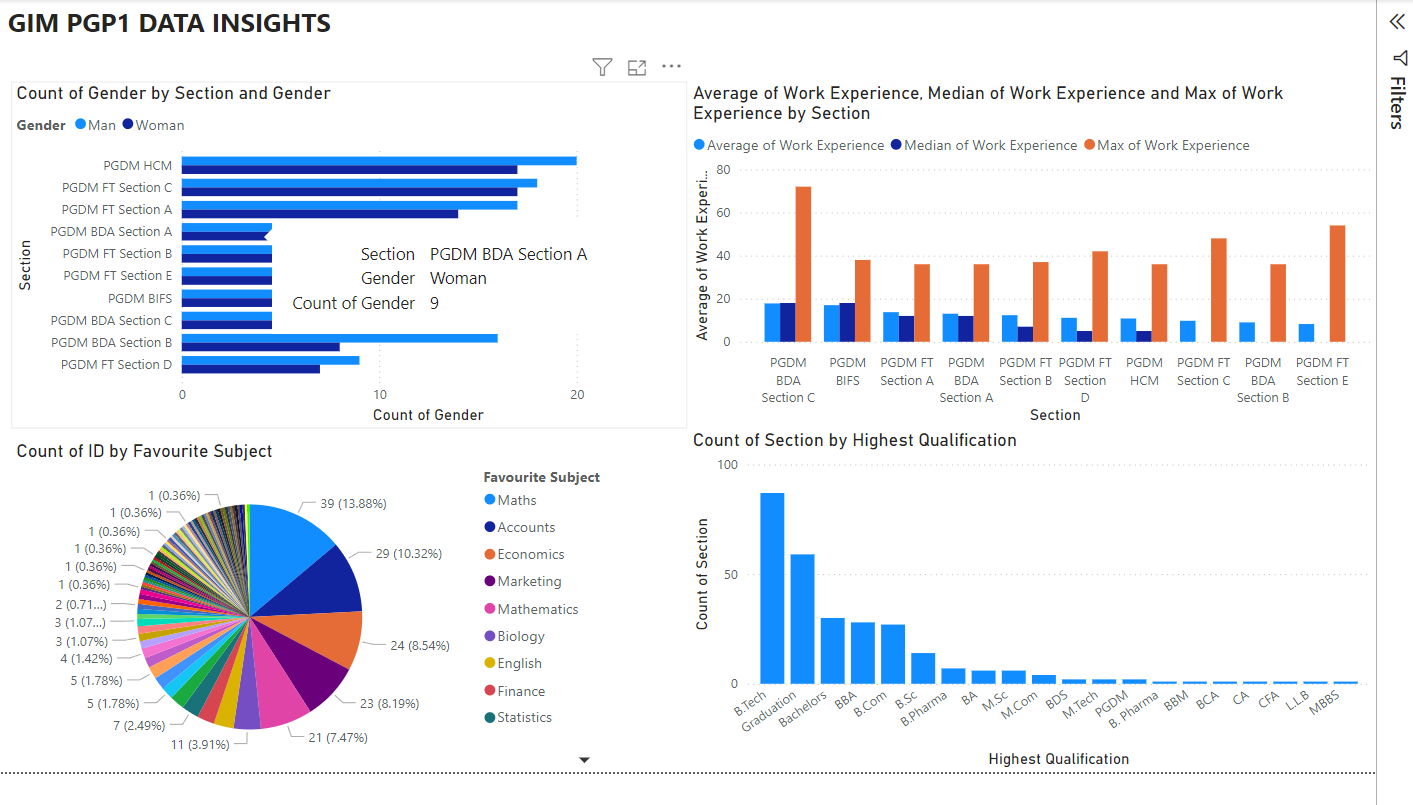 GIM PGP1 DATA INSIGHTS
Filters
Count of Gender by Section and Gender
Gender Man Woman
Section
PGDM HCM
PGDM FT Section C
PGDM FT Section A
PGDM BDA Section A
PGDM FT Section B
PGDM FT Section E
PGDM BIFS
PGDM BDA Section C
PGDM BDA Section B
PGDM FT Section D
Section PGDM BDA Section A
Gender Woman
Count of Gender 9
0 10 20
Count of Gender
Average of Work Experience, Median of Work Experience and Max of Work
Experience by Section
Average of Work Experience Median of Work Experience Max of Work Experience
Average of Work Experi...
80
60
40
20
0
PGDM BDA Section C
PGDM BIFS
PGDM FT Section A
PGDM BDA Section A
PGDM FT Section B
PGDM FT Section D
PGDM HCM
PGDM FT Section C
PGDM BDA Section B
PGDM FT Section E
Section
Count of ID by Favourite Subject
39 (13.88%)
29 (10.32%)
24 (8.54%)
23 (8.19%)
21 (7.47%)
11 (3.91%)
7 (2.49%)
5 (1.78%)
5 (1.78%)
4 (1.42%)
3 (1.07%)
3 (1.07...)
2 (0.71...)
1 (0.36%)
1 (0.36%)
1 (0.36%)
1 (0.36%)
1 (0.36%)
1 (0.36%)
Favourite Subject
Maths
Accounts
Economics
Marketing
Mathematics
Biology
English
Finance
Statistics
Count of Section by Highest Qualification
Count of Section
100
50
0
B.Tech
Graduation
Bachelors
BBA
B.Com
B.Sc
B.Pharma
BA
M.Sc
M.Com
BDS
M.Tech
PGDM
B. Pharma
BBM
BCA
CA
CFA
L.L.B
MBBS
Highest Qualification